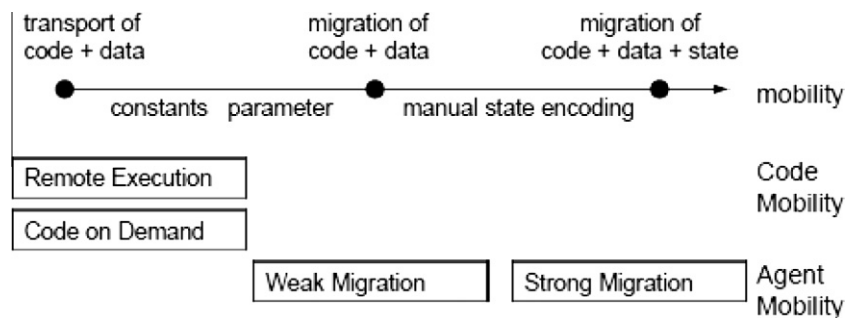 transport of
code + data
migration of
code + data
migration of
code + data + state
constants parameter
manual state encoding
mobility
Remote Execution
Code
Mobility
Code on Demand
Weak Migration
Strong Migration
Agent
Mobility